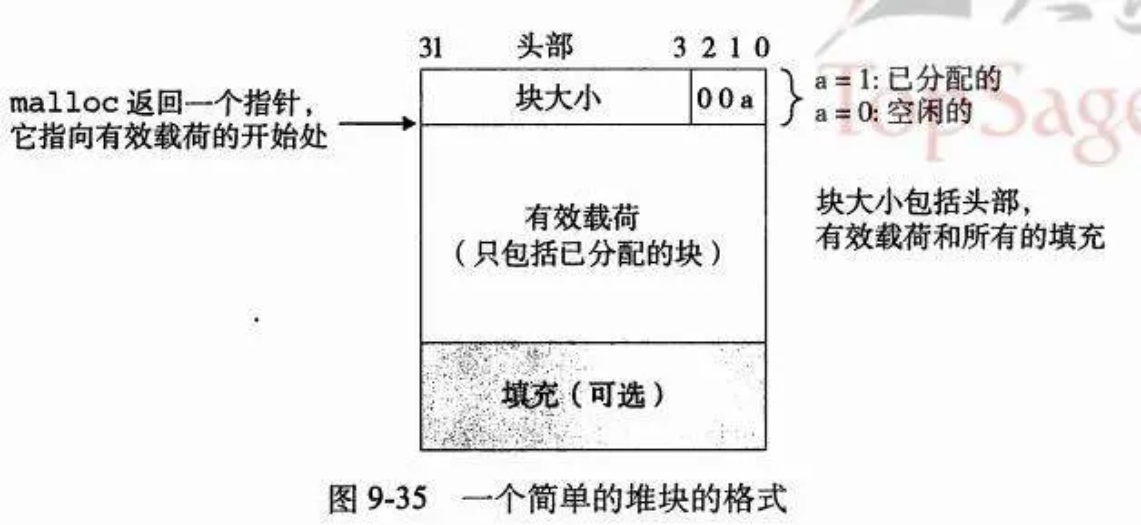 31 头部 3 2 1 0
块大小 0 0 a
a = 1: 已分配的
a = 0: 空闲的
malloc 返回一个指针，
它指向有效载荷的开始处
有效载荷
（只包括已分配的块）
块大小包括头部，
有效载荷和所有的填充
填充（可选）
图 9-35 一个简单的堆块的格式
TopSage